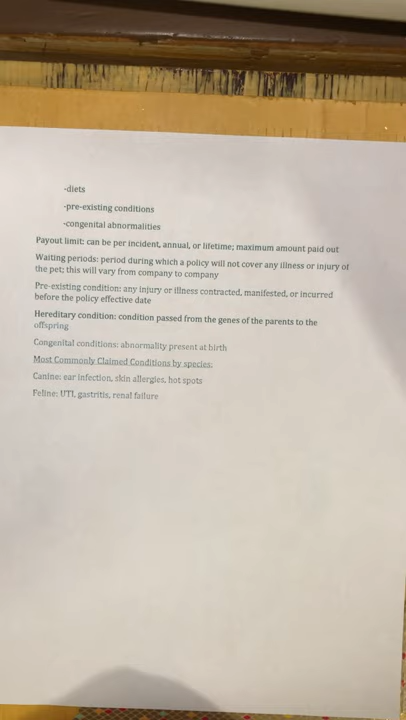 -diets
-pre-existing conditions
-congenital abnormalities
Payout limit: can be per incident, annual, or lifetime; maximum amount paid out
Waiting periods: period during which a policy will not cover any illness or injury of
the pet; this will vary from company to company
Pre-existing condition: any injury or illness contracted, manifested, or incurred
before the policy effective date
Hereditary condition: condition passed from the genes of the parents to the
offspring
Congenital conditions: abnormality present at birth
Most Commonly Claimed Conditions by species:
Canine: ear infection, skin allergies, hot spots
Feline: UTI, gastritis, renal failure